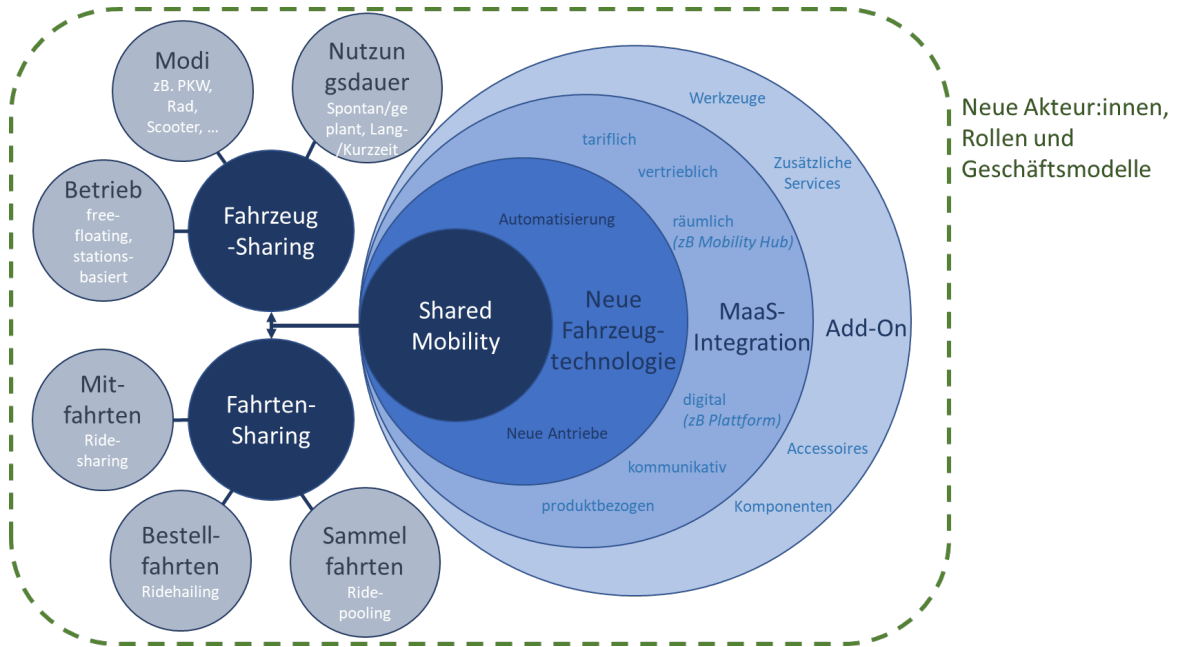 Modi
zB. PKW,
Rad,
Scooter, ...
Nutzun
gsdauer
Spontan/ge
plant, Lang-
/Kurzzeit
Betrieb
free-
floating,
stations-
basiert
Fahrzeug
-Sharing
Mit-
fahrten
Ride-
sharing
Fahrten-
Sharing
Bestell-
fahrten
Ridehailing
Sammel
fahrten
Ride-
pooling
Shared
Mobility
Automatisierung
Neue
Fahrzeug-
technologie
Neue Antriebe
tariflich
vertrieblich
räumlich
(zB Mobility Hub)
MaaS-
Integration
digital
(zB Plattform)
kommunikativ
produktbezogen
Werkzeuge
Zusätzliche
Services
Add-On
Accessoires
Komponenten
Neue Akteur:innen,
Rollen und
Geschäftsmodelle